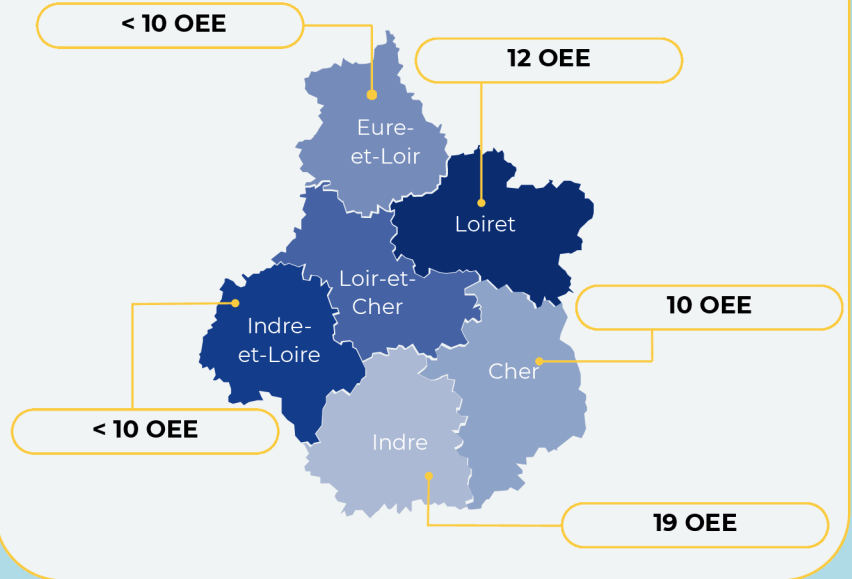 < 10 OEE
12 OEE
Eure-
et-Loir
Loiret
Loir-et-
Cher
10 OEE
Indre-
et-Loire
Cher
< 10 OEE
Indre
19 OEE